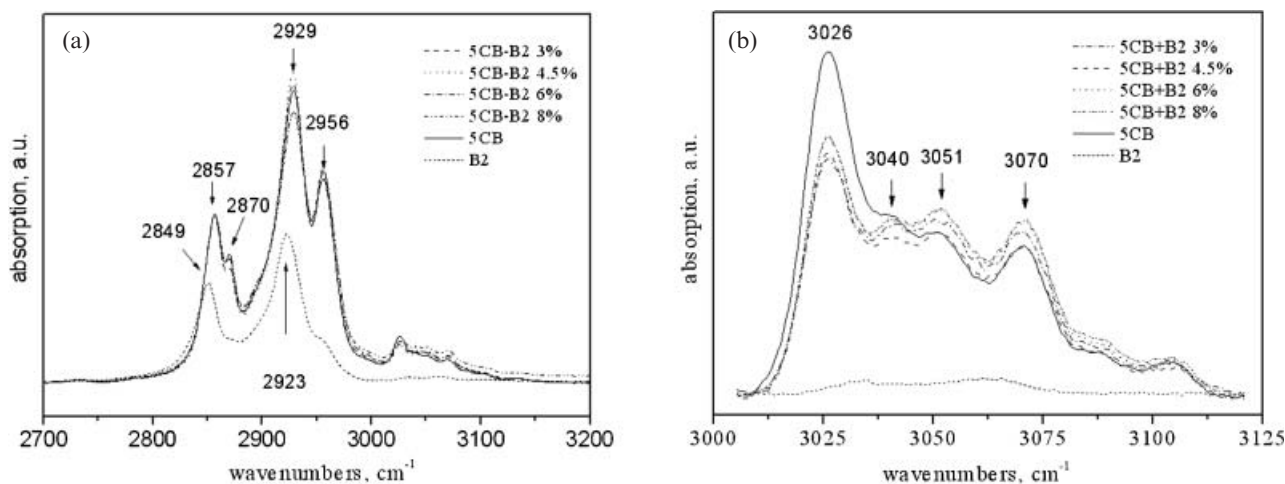 (a)
2929
5CB-B2 3%
5CB-B2 4.5%
5CB-B2 6%
5CB-B2 8%
5CB
B2
2956
2857
2870
2849
2923
absorption, a.u.
2700 2800 2900 3000 3100 3200
wavenumbers, cm-1
(b)
3026
5CB+B2 3%
5CB+B2 4.5%
5CB+B2 6%
5CB+B2 8%
5CB
B2
3040
3051
3070
absorption, a.u.
3000 3025 3050 3075 3100 3125
wavenumbers, cm-1